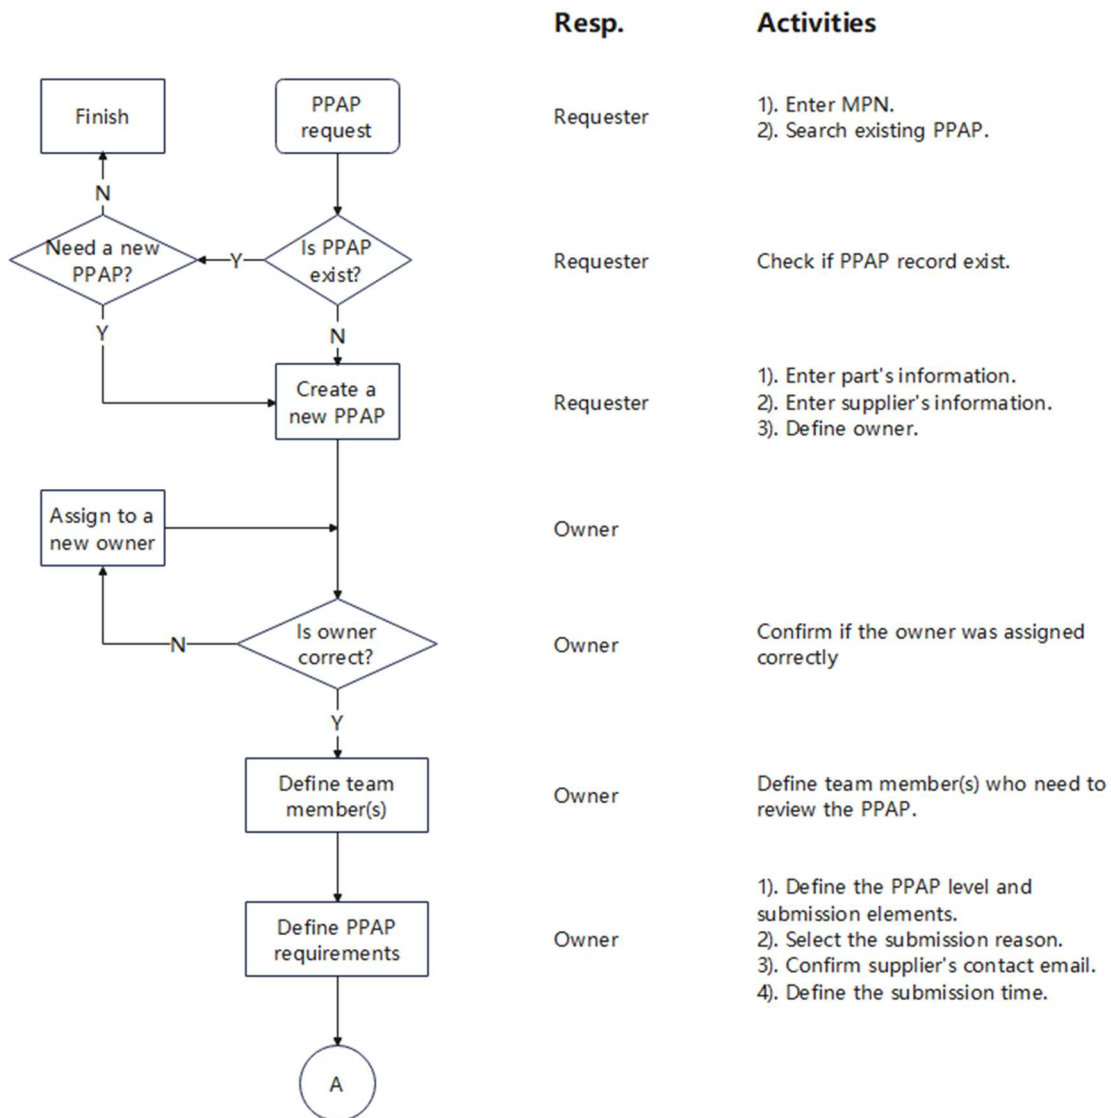 Resp.
Activities
Finish
PPAP
request
Requester
1). Enter MPN.
2). Search existing PPAP.
N
Need a new
PPAP?
Y
Is PPAP
exist?
Requester
Check if PPAP record exist.
Y
N
Create a
new PPAP
Requester
1). Enter part's information.
2). Enter supplier's information.
3). Define owner.
Assign to a
new owner
Owner
N
Is owner
correct?
Owner
Confirm if the owner was assigned
correctly
Y
Define team
member(s)
Owner
Define team member(s) who need to
review the PPAP.
Define PPAP
requirements
Owner
1). Define the PPAP level and
submission elements.
2). Select the submission reason.
3). Confirm supplier's contact email.
4). Define the submission time.
A